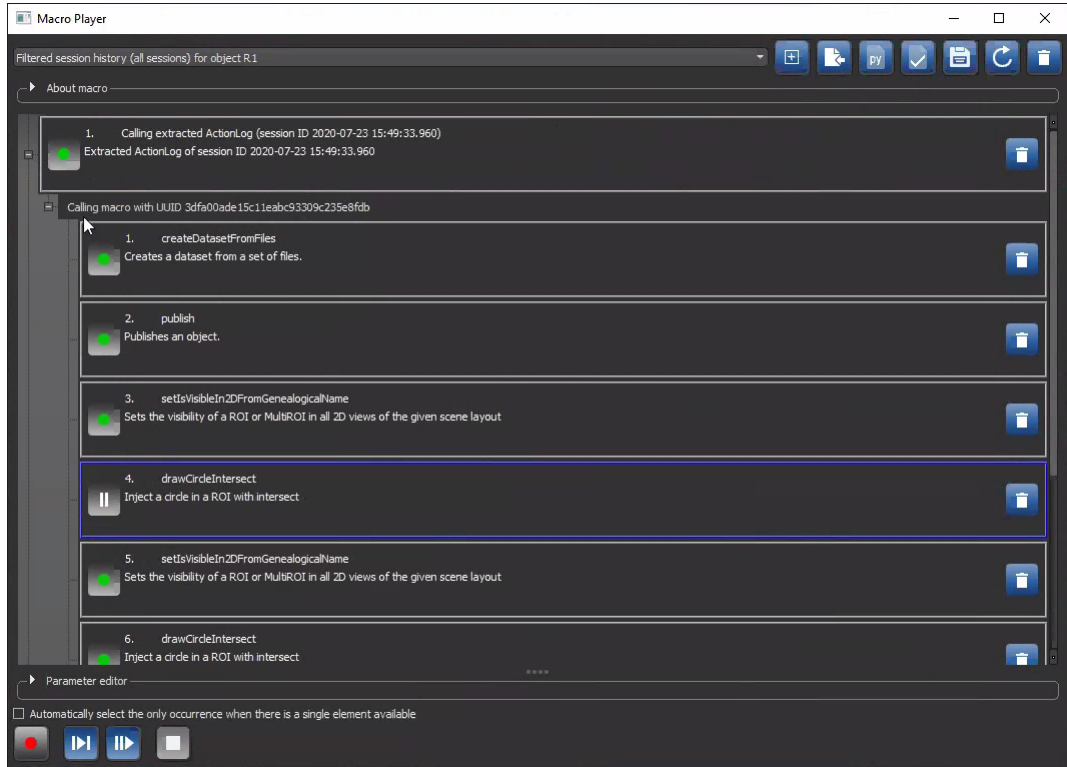 Macro Player
Filtered session history (all sessions) for object R1
py
About macro
1. Calling extracted ActionLog (session ID 2020-07-23 15:49:33.960)
Extracted ActionLog of session ID 2020-07-23 15:49:33.960
Calling macro with UUID 3dfa00ade15c11eabc93309c235e8fdb
1. createDatasetFromFiles
Creates a dataset from a set of files.
2. publish
Publishes an object.
3. setIsVisibleIn2DFromGenealogicalName
Sets the visibility of a ROI or MultiROI in all 2D views of the given scene layout
4. drawCircleIntersect
Inject a circle in a ROI with intersect
5. setIsVisibleIn2DFromGenealogicalName
Sets the visibility of a ROI or MultiROI in all 2D views of the given scene layout
6. drawCircleIntersect
Inject a circle in a ROI with intersect
Parameter editor
Automatically select the only occurrence when there is a single element available